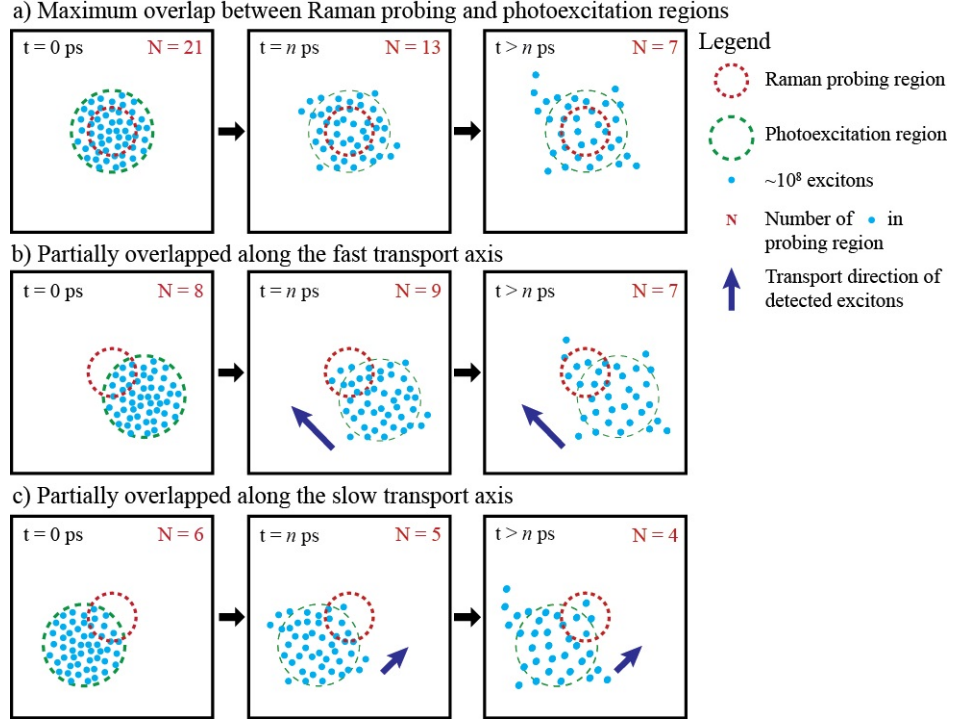 a) Maximum overlap between Raman probing and photoexcitation regions
t = 0 ps N = 21
t = n ps N = 13
t > n ps N = 7
Legend
Raman probing region
Photoexcitation region
~10⁸ excitons
N Number of • in
probing region
Transport direction of
detected excitons
b) Partially overlapped along the fast transport axis
t = 0 ps N = 8
t = n ps N = 9
t > n ps N = 7
c) Partially overlapped along the slow transport axis
t = 0 ps N = 6
t = n ps N = 5
t > n ps N = 4